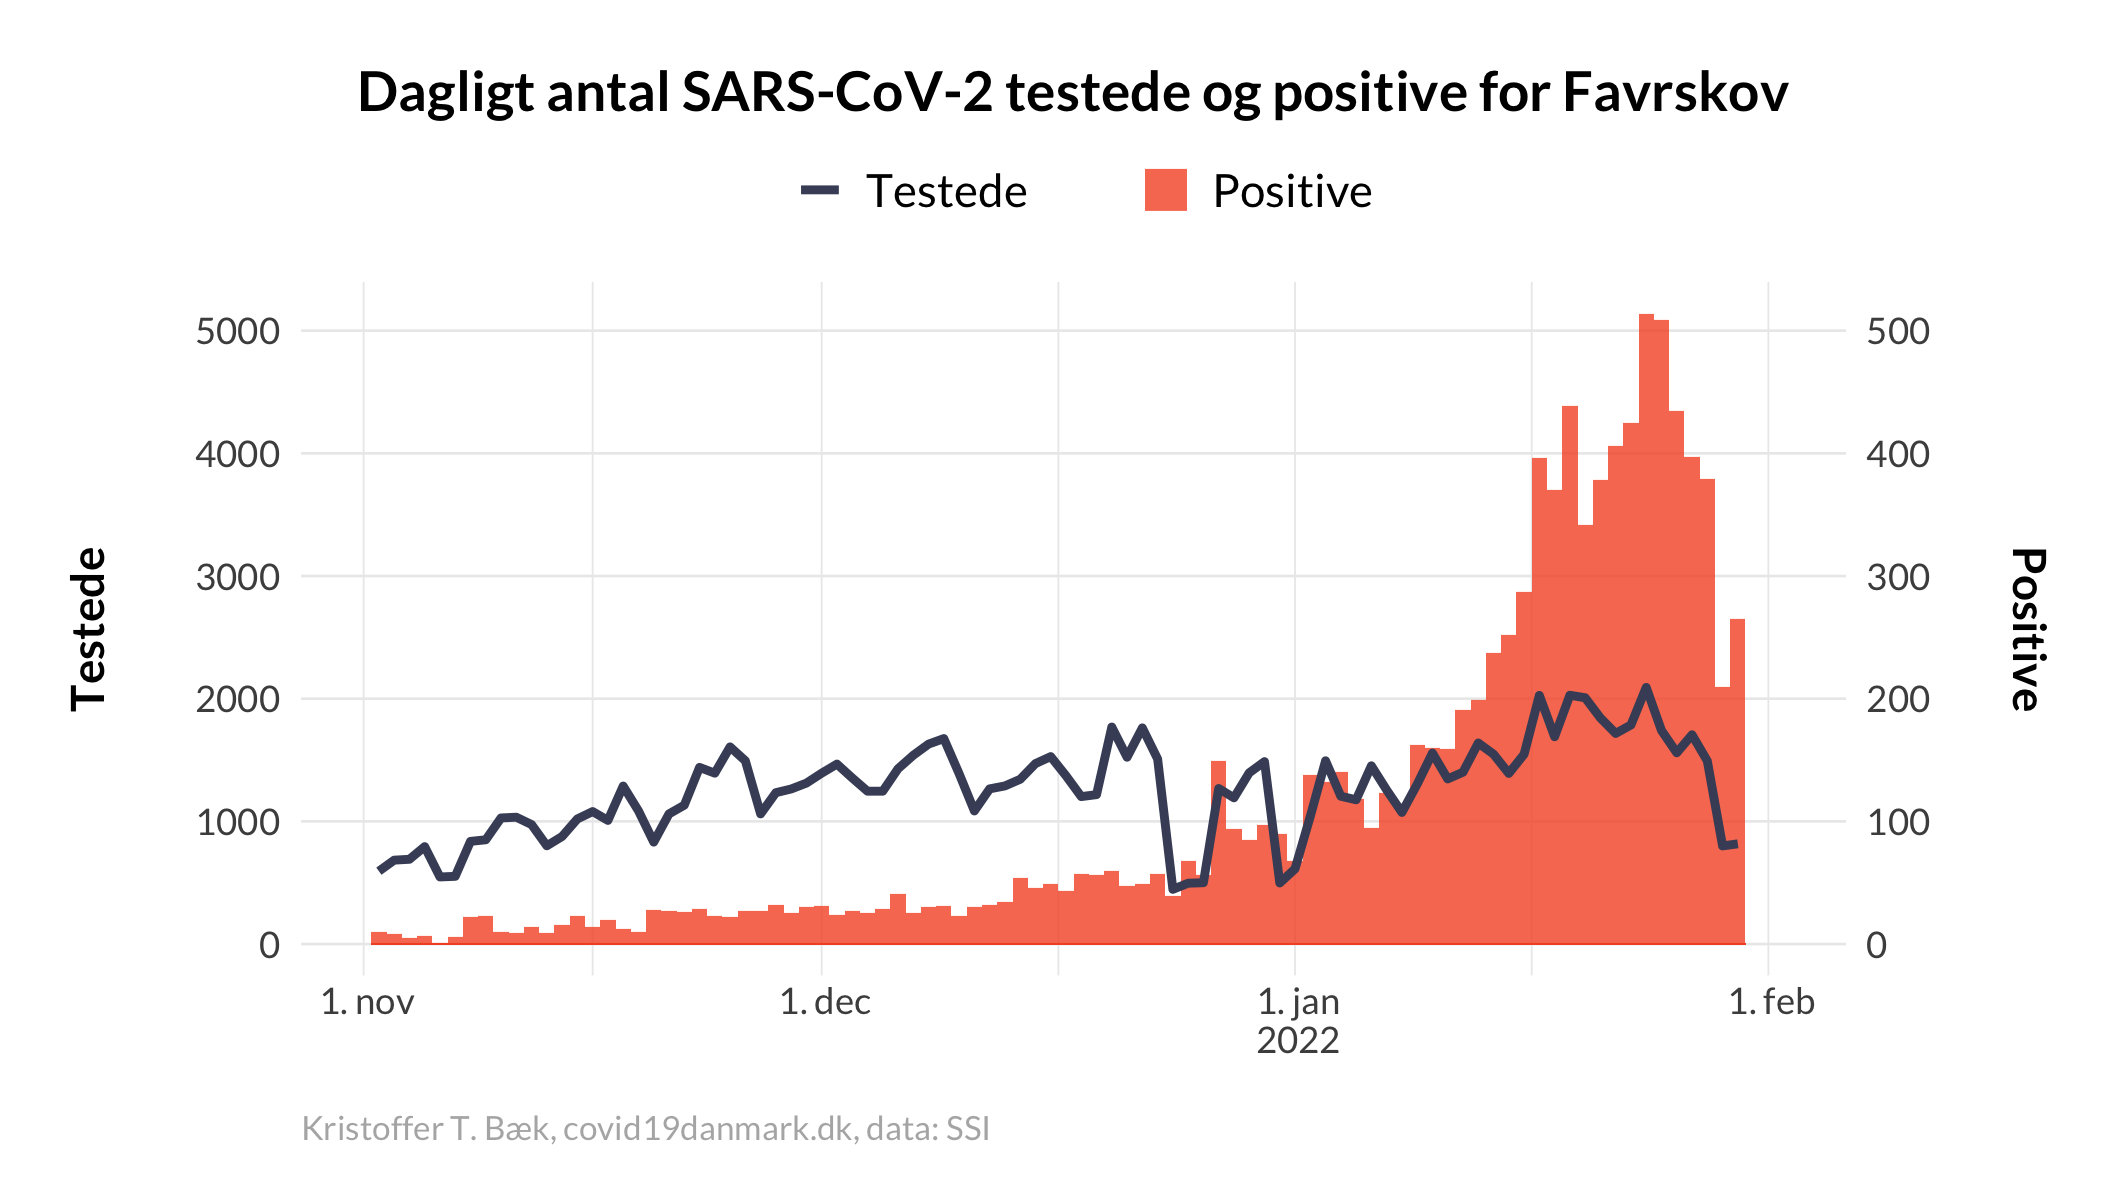 Dagligt antal SARS-CoV-2 testede og positive for Favrskov
Testede
Positive
5000
4000
3000
2000
1000
0
500
400
300
200
100
0
Testede
Positive
1. nov
1. dec
1. jan
2022
1. feb
Kristoffer T. Bæk, covid19danmark.dk, data: SSI